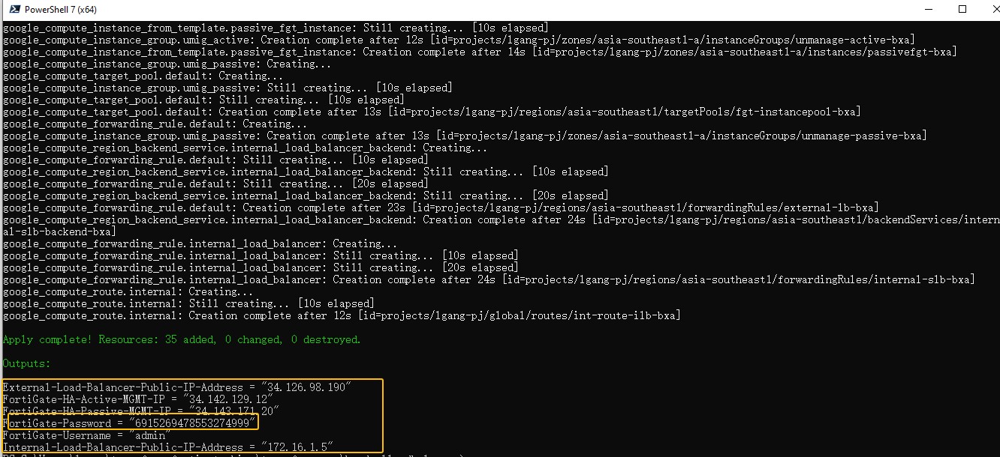 PowerShell 7 (x64)
google_compute_instance_from_template.passive_fgt_instance: Still creating... [10s elapsed]
google_compute_instance_group.umig_active: Creation complete after 12s [id=projects/lgang-pj/zones/asia-southeast1-a/instanceGroups/unmanage-active-bxa]
google_compute_instance_from_template.passive_fgt_instance: Creation complete after 14s [id=projects/lgang-pj/zones/asia-southeast1-a/instances/passivefgt-bxa]
google_compute_instance_group.umig_passive: Creating...
google_compute_target_pool.default: Creating...
google_compute_instance_group.umig_passive: Still creating... [10s elapsed]
google_compute_target_pool.default: Still creating... [10s elapsed]
google_compute_target_pool.default: Creation complete after 13s [id=projects/lgang-pj/regions/asia-southeast1/targetPools/fgt-instancepool-bxa]
google_compute_forwarding_rule.default: Creating...
google_compute_instance_group.umig_passive: Creation complete after 13s [id=projects/lgang-pj/zones/asia-southeast1-a/instanceGroups/unmanage-passive-bxa]
google_compute_region_backend_service.internal_load_balancer_backend: Creating...
google_compute_forwarding_rule.default: Still creating... [10s elapsed]
google_compute_region_backend_service.internal_load_balancer_backend: Still creating... [10s elapsed]
google_compute_forwarding_rule.default: Still creating... [20s elapsed]
google_compute_region_backend_service.internal_load_balancer_backend: Still creating... [20s elapsed]
google_compute_forwarding_rule.default: Creation complete after 23s [id=projects/lgang-pj/regions/asia-southeast1/forwardingRules/external-lb-bxa]
google_compute_region_backend_service.internal_load_balancer_backend: Creation complete after 24s [id=projects/lgang-pj/regions/asia-southeast1/backendServices/intern
al-slb-backend-bxa]
google_compute_forwarding_rule.internal_load_balancer: Creating...
google_compute_forwarding_rule.internal_load_balancer: Still creating... [10s elapsed]
google_compute_forwarding_rule.internal_load_balancer: Still creating... [20s elapsed]
google_compute_forwarding_rule.internal_load_balancer: Creation complete after 24s [id=projects/lgang-pj/regions/asia-southeast1/forwardingRules/internal-slb-bxa]
google_compute_route.internal: Creating...
google_compute_route.internal: Still creating... [10s elapsed]
google_compute_route.internal: Creation complete after 12s [id=projects/lgang-pj/global/routes/int-route-ilb-bxa]
Apply complete! Resources: 35 added, 0 changed, 0 destroyed.
Outputs:
External-Load-Balancer-Public-IP-Address = "34.126.98.190"
FortiGate-HA-Active-MGMT-IP = "34.142.129.12"
FortiGate-HA-Passive-MGMT-IP = "34.143.171.20"
FortiGate-Password = "6915269478553274999"
FortiGate-Username = "admin"
Internal-Load-Balancer-Public-IP-Address = "172.16.1.5"